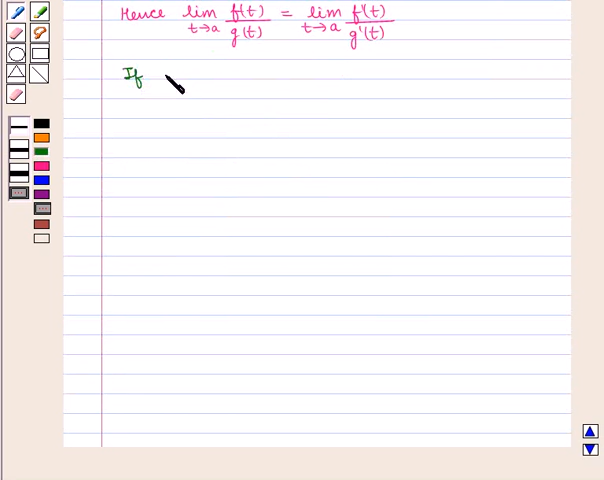 Hence lim t→a f(t)/g(t) = lim t→a f'(t)/g'(t)
If